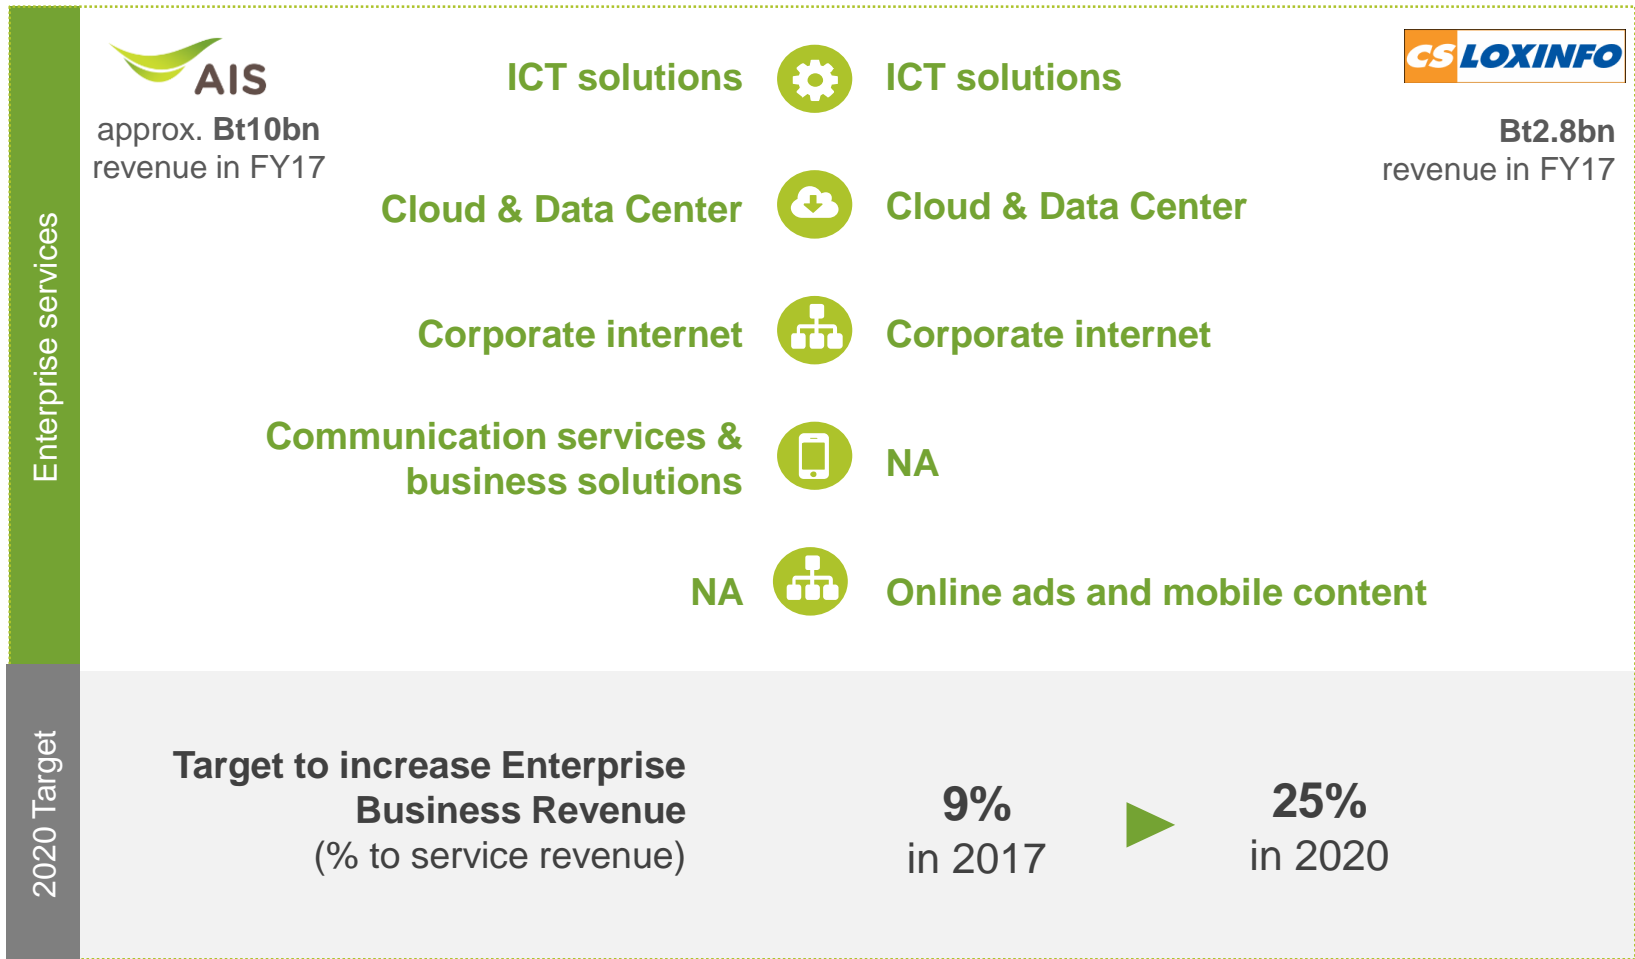 Enterprise services
AIS
approx. Bt10bn
revenue in FY17
CS LOXINFO
Bt2.8bn
revenue in FY17
ICT solutions
ICT solutions
Cloud & Data Center
Cloud & Data Center
Corporate internet
Corporate internet
Communication services &
business solutions
NA
NA
Online ads and mobile content
2020 Target
Target to increase Enterprise
Business Revenue
(% to service revenue)
9%
in 2017
25%
in 2020